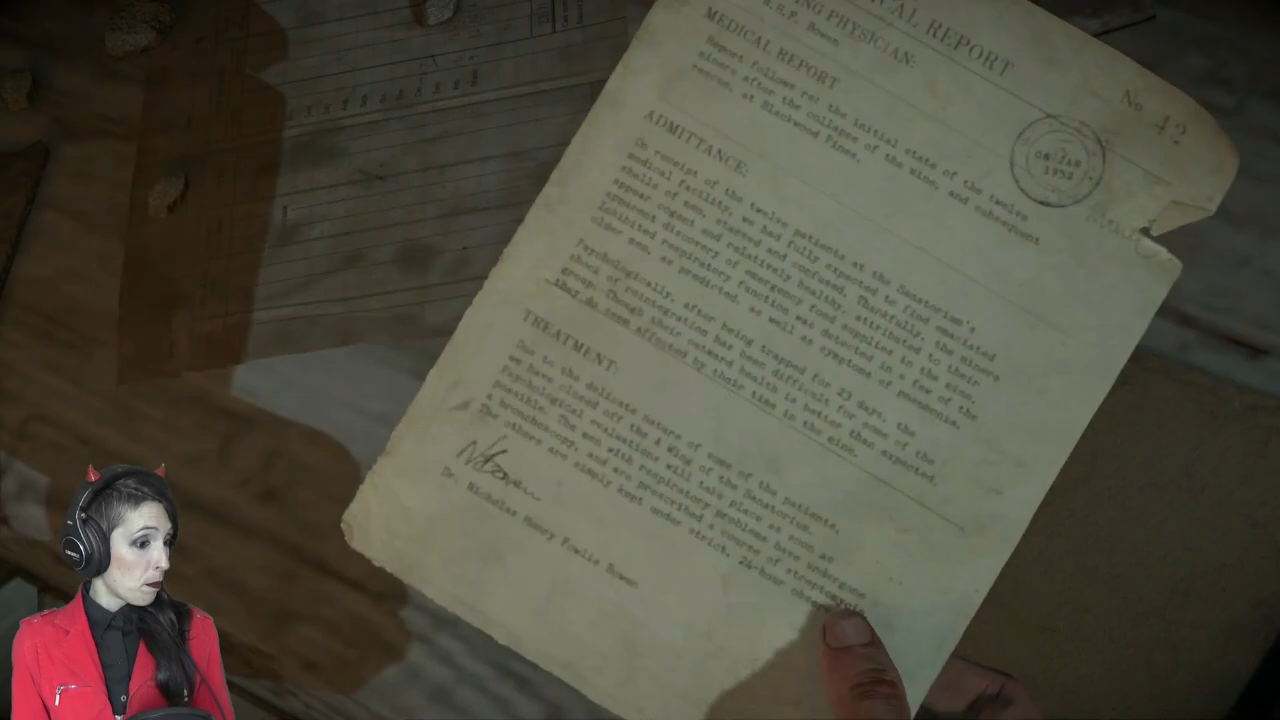 CAL REPORT
ING PHYSICIAN:
Bowen
No 42
MEDICAL REPORT
Report follows re: the initial state of the twelve
miners after the collapse of the mine, and subsequent
rescue, at Blackwood Pines.
JAN
1952
ADMITTANCE:
On receipt of the twelve patients at the Sanatorium's
medical facility, we had fully expected to find emaciated
shells of men, starved and confused. Thankfully, the miners
appear cogent and relatively healthy, attributed to their
apparent discovery of emergency food supplies in the mine.
Inhibited respiratory function was detected in a few of the
older men, as predicted, as well as symptoms of pneumonia.
Psychologically, after being trapped for 23 days, the
shock of reintegration has been difficult for some of the
group. Though their outward health is better than expected,
they do seem affected by their time in the mine.
TREATMENT:
Due to the delicate nature of some of the patients,
we have closed off the A Wing of the Sanatorium.
Psychological evaluations will take place as soon as
possible. The men with respiratory problems have undergone
a bronchoscopy, and are prescribed a course of
The others are simply kept under strict, 24-hour
Dr. Nicholas Henry Fowlis Bowen